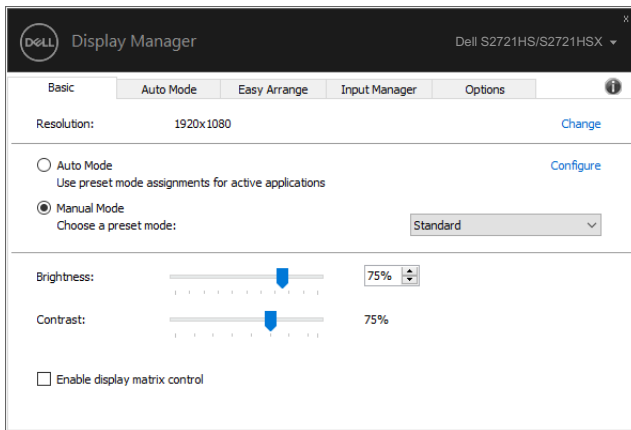 DELL Display Manager Dell S2721HS/S2721HSX x
Basic Auto Mode Easy Arrange Input Manager Options i
Resolution: 1920x1080 Change
Auto Mode Configure
Use preset mode assignments for active applications
Manual Mode
Choose a preset mode: Standard
Brightness: 75%
Contrast: 75%
Enable display matrix control